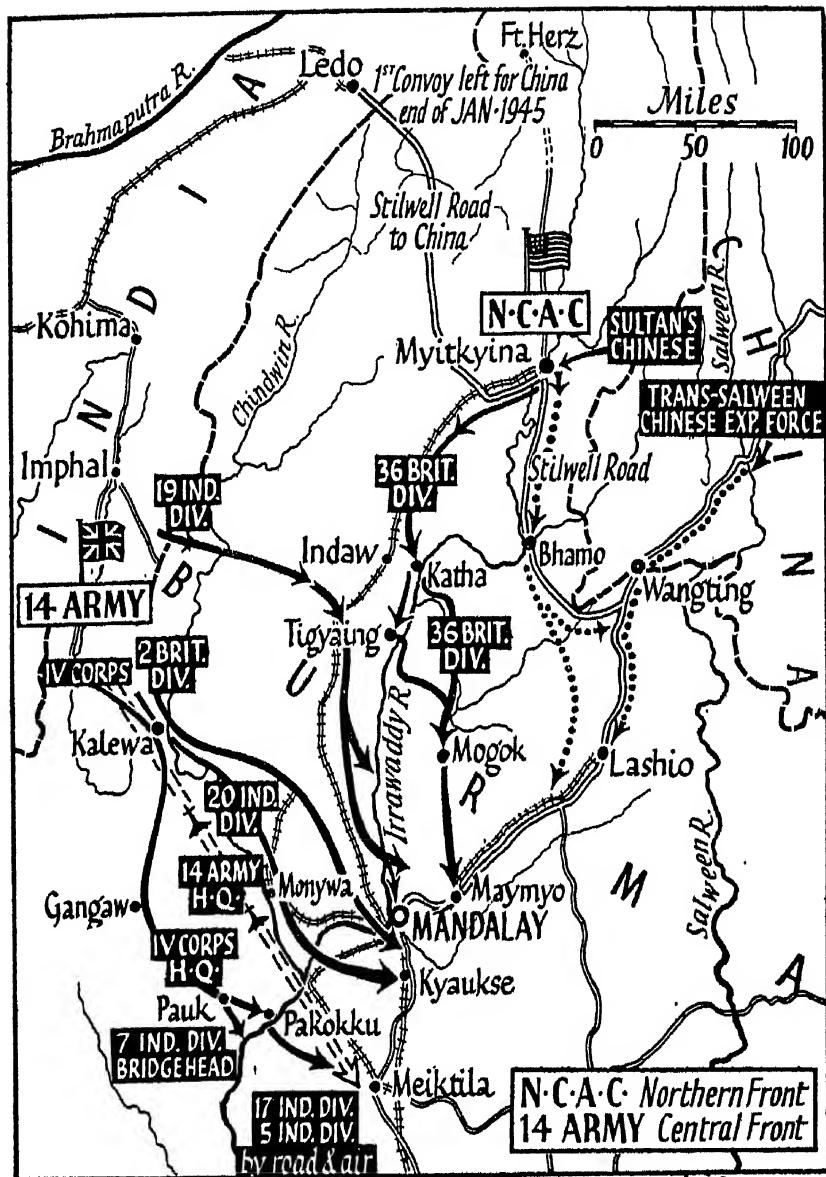 Ft. Herz
Ledo
1ST Convoy left for China
end of JAN·1945
Brahmaputra R.
Miles
0 50 100
Stilwell Road
to China
N·C·A·C
SULTAN'S
CHINESE
Salween R.
Kohima
Chindwin R.
Myitkyina
TRANS-SALWEEN
CHINESE EXP. FORCE
Imphal
19 IND.
DIV.
36 BRIT.
DIV.
Stilwell Road
INDIA
CHINA
BURMA
14 ARMY
Indaw
Katha
Bhamo
Wangting
IV CORPS
2 BRIT.
DIV.
Tigyaing
36 BRIT.
DIV.
Kalewa
Irrawaddy R
Mogok
Lashio
20 IND.
DIV.
14 ARMY
H·Q·
Monywa
Maymyo
Salween R.
Gangaw
MANDALAY
IV CORPS
H·Q·
Kyaukse
Pauk
Pakokku
7 IND. DIV.
BRIDGEHEAD
Meiktila
17 IND. DIV.
5 IND. DIV.
by road & air
N·C·A·C· Northern Front
14 ARMY Central Front